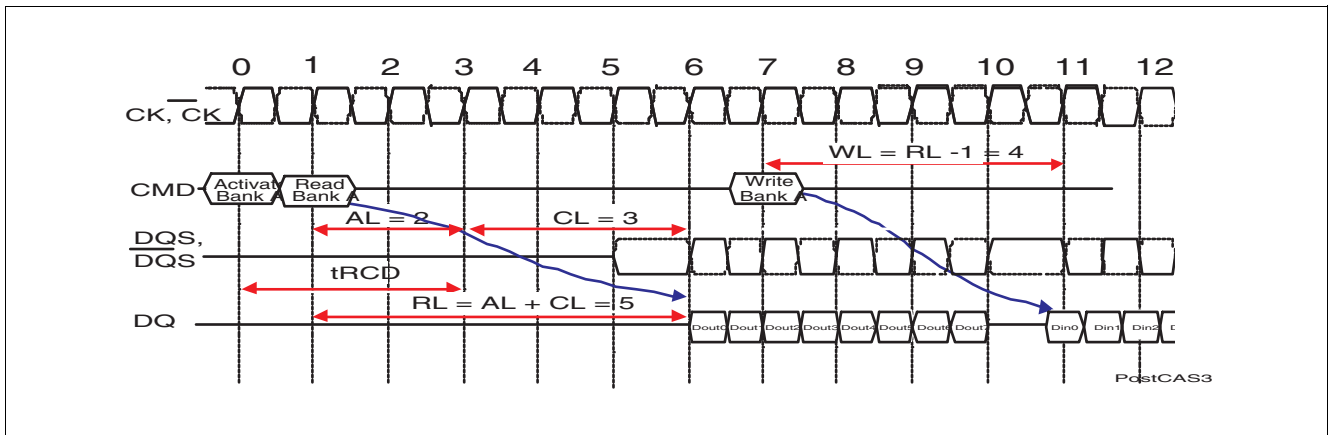 0 1 2 3 4 5 6 7 8 9 10 11 12
CK, CK
WL = RL -1 = 4
CMD
Activat
Bank A
Read
Bank A
Write
Bank A
AL = 2
CL = 3
DQS,
DQS
tRCD
RL = AL + CL = 5
DQ
Dout0 Dout1 Dout2 Dout3 Dout4 Dout5 Dout6 Dout7 Din0 Din1 Din2 D
PostCAS3